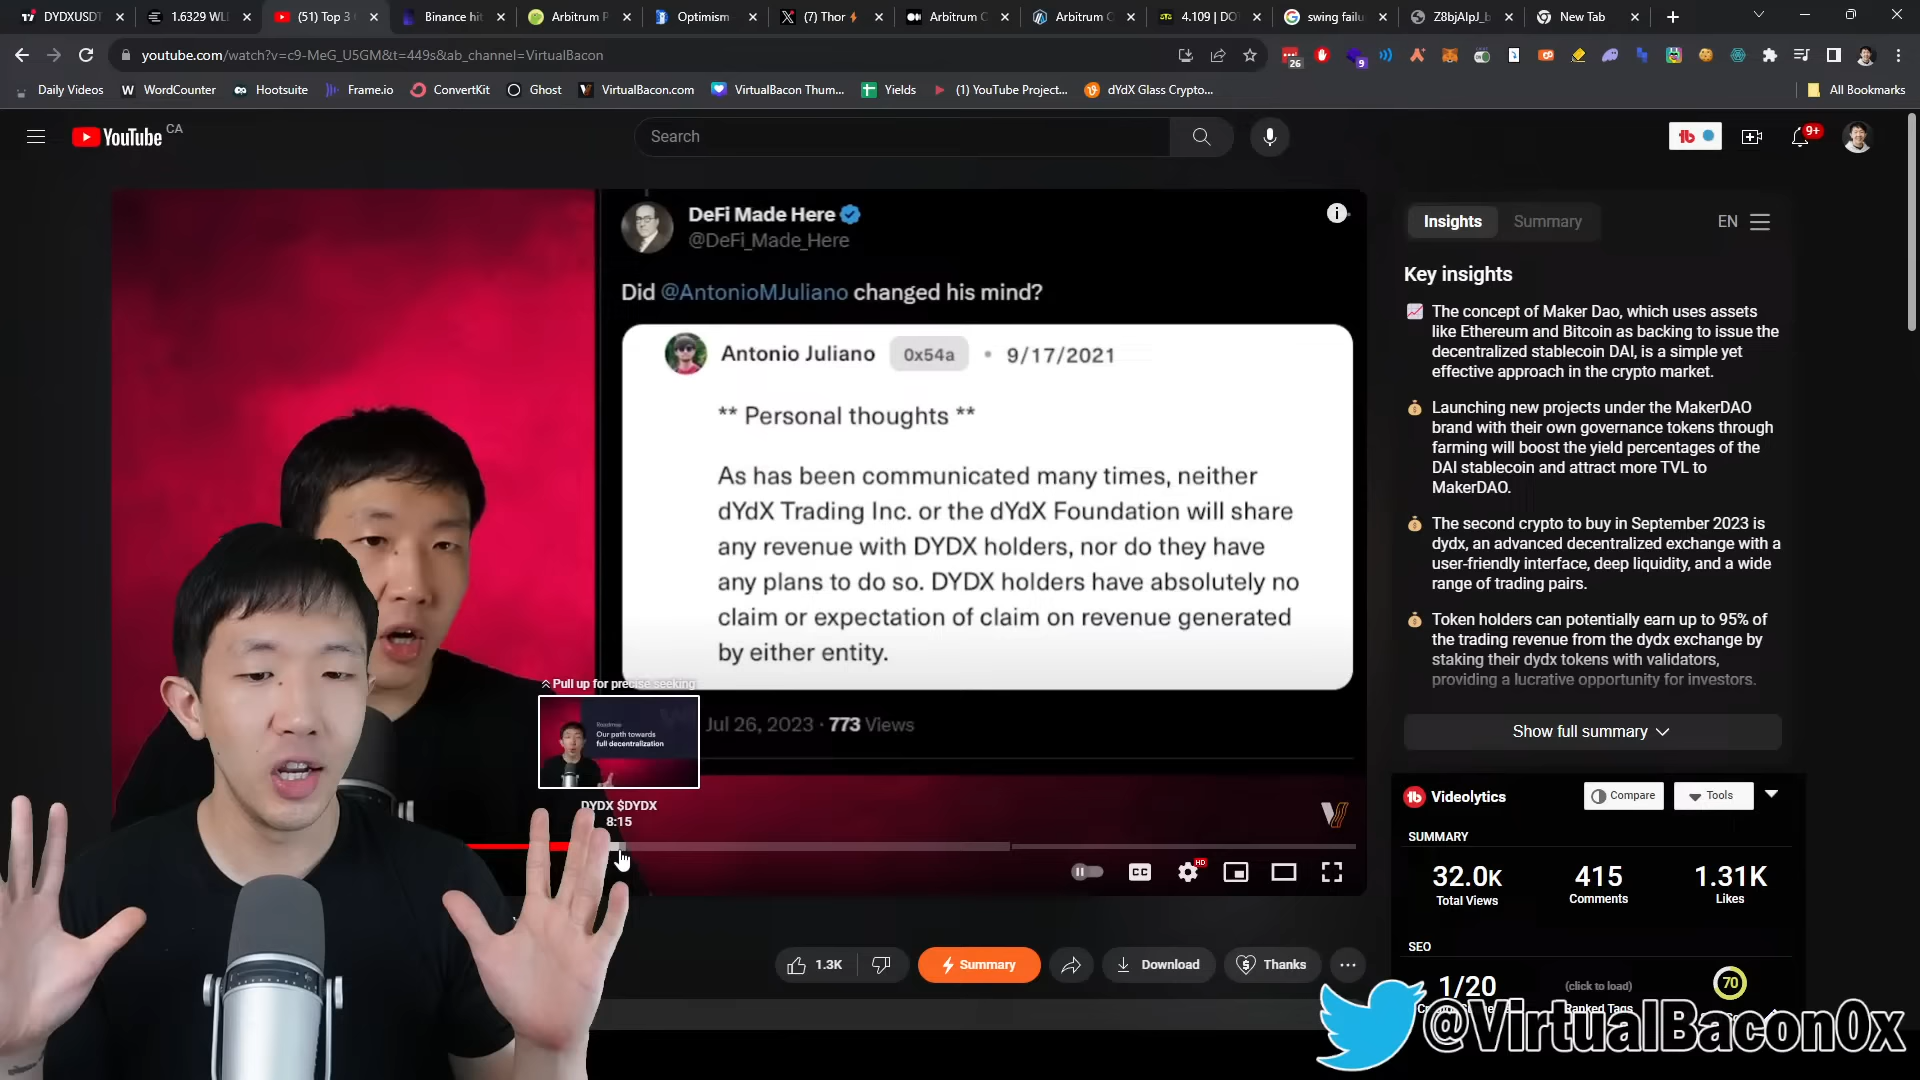 DYDXUSDT
1.6329 WLD
(51) Top 3
Binance hit
Arbitrum F
Optimism
(7) Thor
Arbitrum C
Arbitrum C
4.109 | DO
swing failu
Z8bjAlpJ_b
New Tab
youtube.com/watch?v=c9-MeG_U5GM&t=449s&ab_channel=VirtualBacon
26
9
Daily Videos
WordCounter
Hootsuite
Frame.io
ConvertKit
Ghost
VirtualBacon.com
VirtualBacon Thum...
Yields
(1) YouTube Project...
dYdX Glass Crypto...
All Bookmarks
YouTube CA
Search
9+
DeFi Made Here
@DeFi_Made_Here
Did @AntonioMJuliano changed his mind?
Antonio Juliano 0x54a • 9/17/2021
** Personal thoughts **
As has been communicated many times, neither
dYdX Trading Inc. or the dYdX Foundation will share
any revenue with DYDX holders, nor do they have
any plans to do so. DYDX holders have absolutely no
claim or expectation of claim on revenue generated
by either entity.
Pull up for precise seeking
Jul 26, 2023 · 773 Views
Roadmap
Our path towards
full decentralization
DYDX $DYDX
8:15
CC
HD
1.3K
Summary
Download
Thanks
Insights
Summary
EN
Key insights
The concept of Maker Dao, which uses assets
like Ethereum and Bitcoin as backing to issue the
decentralized stablecoin DAI, is a simple yet
effective approach in the crypto market.
Launching new projects under the MakerDAO
brand with their own governance tokens through
farming will boost the yield percentages of the
DAI stablecoin and attract more TVL to
MakerDAO.
The second crypto to buy in September 2023 is
dydx, an advanced decentralized exchange with a
user-friendly interface, deep liquidity, and a wide
range of trading pairs.
Token holders can potentially earn up to 95% of
the trading revenue from the dydx exchange by
staking their dydx tokens with validators,
providing a lucrative opportunity for investors.
Show full summary
Videolytics
Compare
Tools
SUMMARY
32.0K
415
1.31K
Total Views
Comments
Likes
SEO
1/20
(click to load)
70
Ranked Tags
@VirtualBacon0x